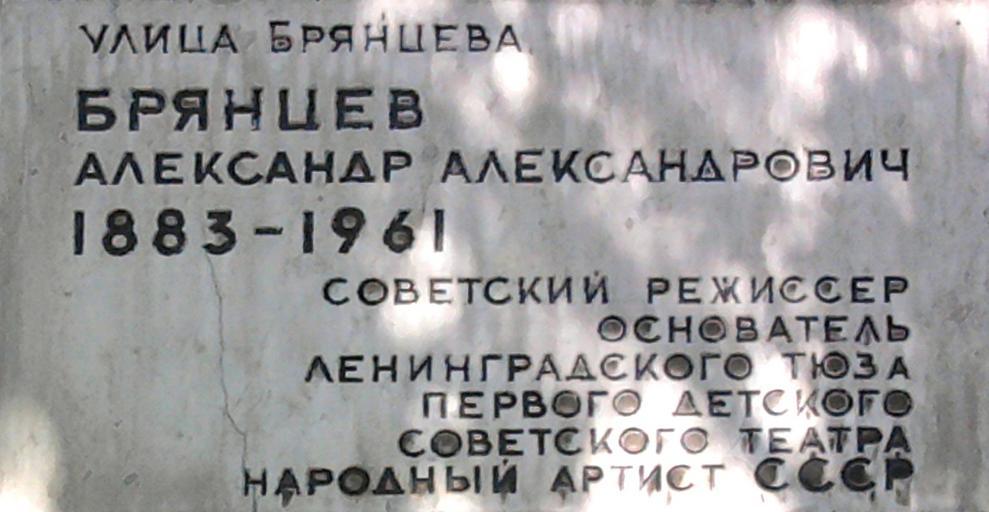 УЛИЦА БРЯНЦЕВА
БРЯНЦЕВ
АЛЕКСАНДР АЛЕКСАНДРОВИЧ
1883-1961
СОВЕТСКИЙ РЕЖИССЕР
ОСНОВАТЕЛЬ
ЛЕНИНГРАДСКОГО ТЮЗА
ПЕРВОГО ДЕТСКОГО
СОВЕТСКОГО ТЕАТРА
НАРОДНЫЙ АРТИСТ СССР